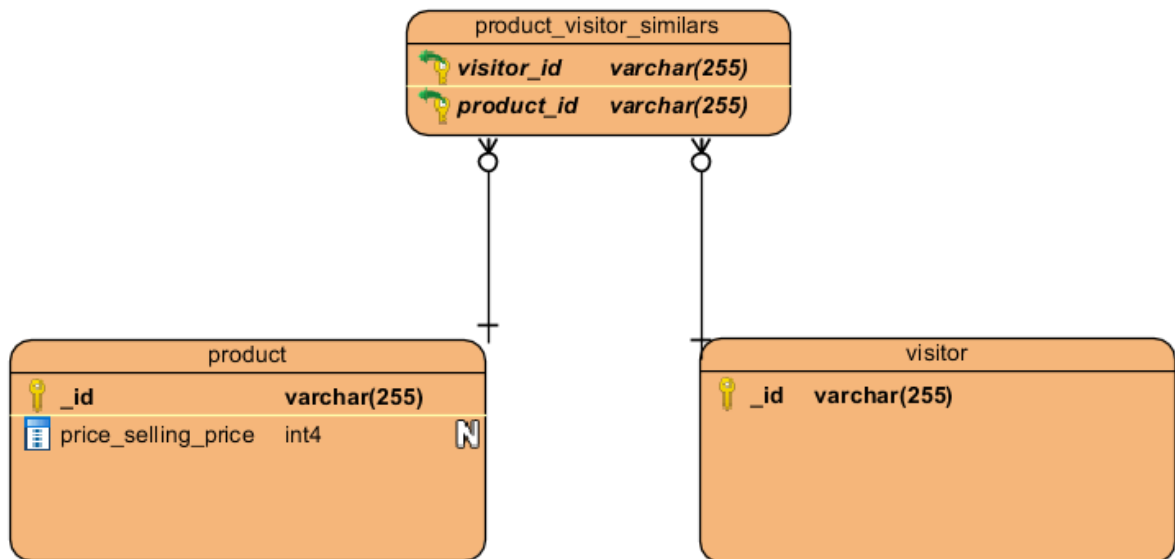 product_visitor_similars
visitor_id varchar(255)
product_id varchar(255)
product
_id varchar(255)
price_selling_price int4 N
visitor
_id varchar(255)